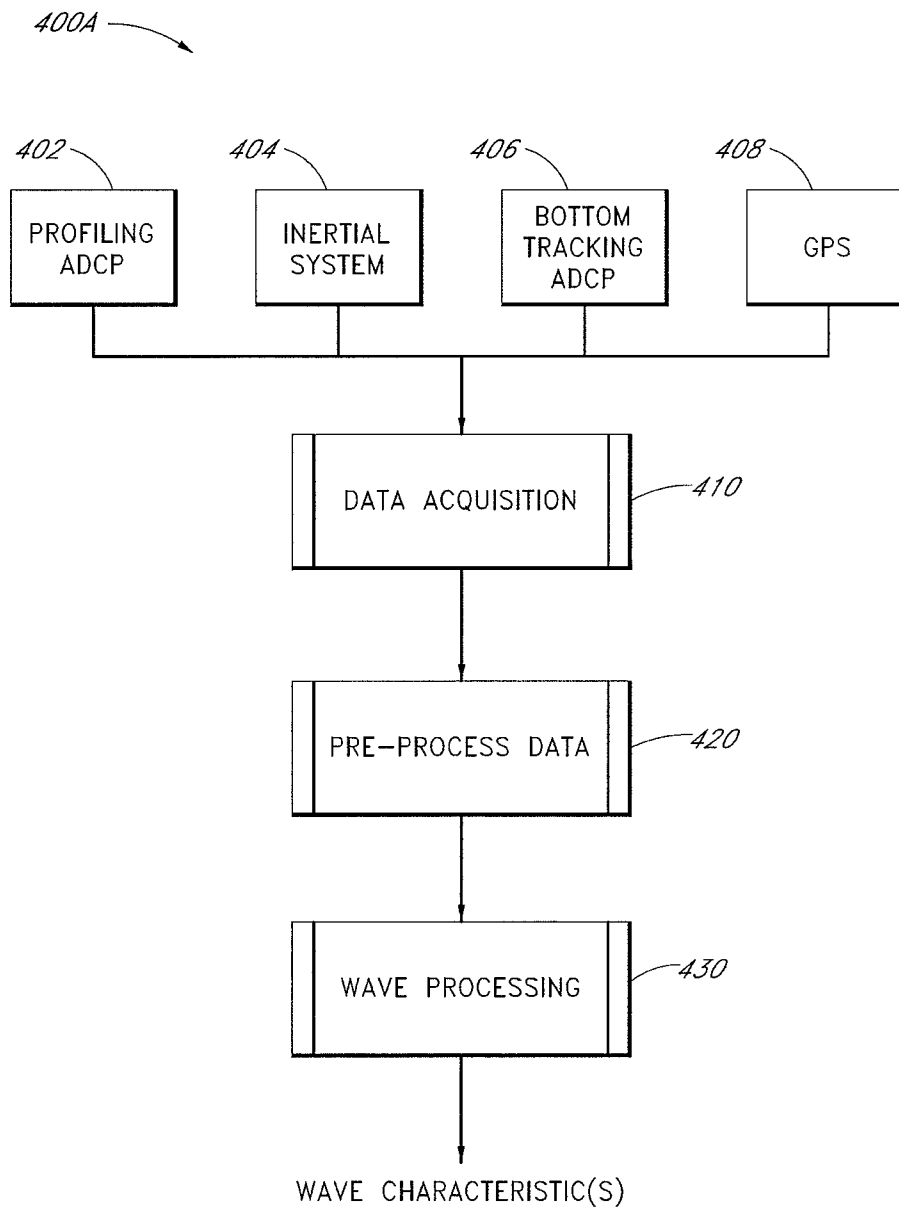 400A
402
404
406
408
PROFILING
ADCP
INERTIAL
SYSTEM
BOTTOM
TRACKING
ADCP
GPS
DATA ACQUISITION
410
PRE-PROCESS DATA
420
WAVE PROCESSING
430
WAVE CHARACTERISTIC(S)